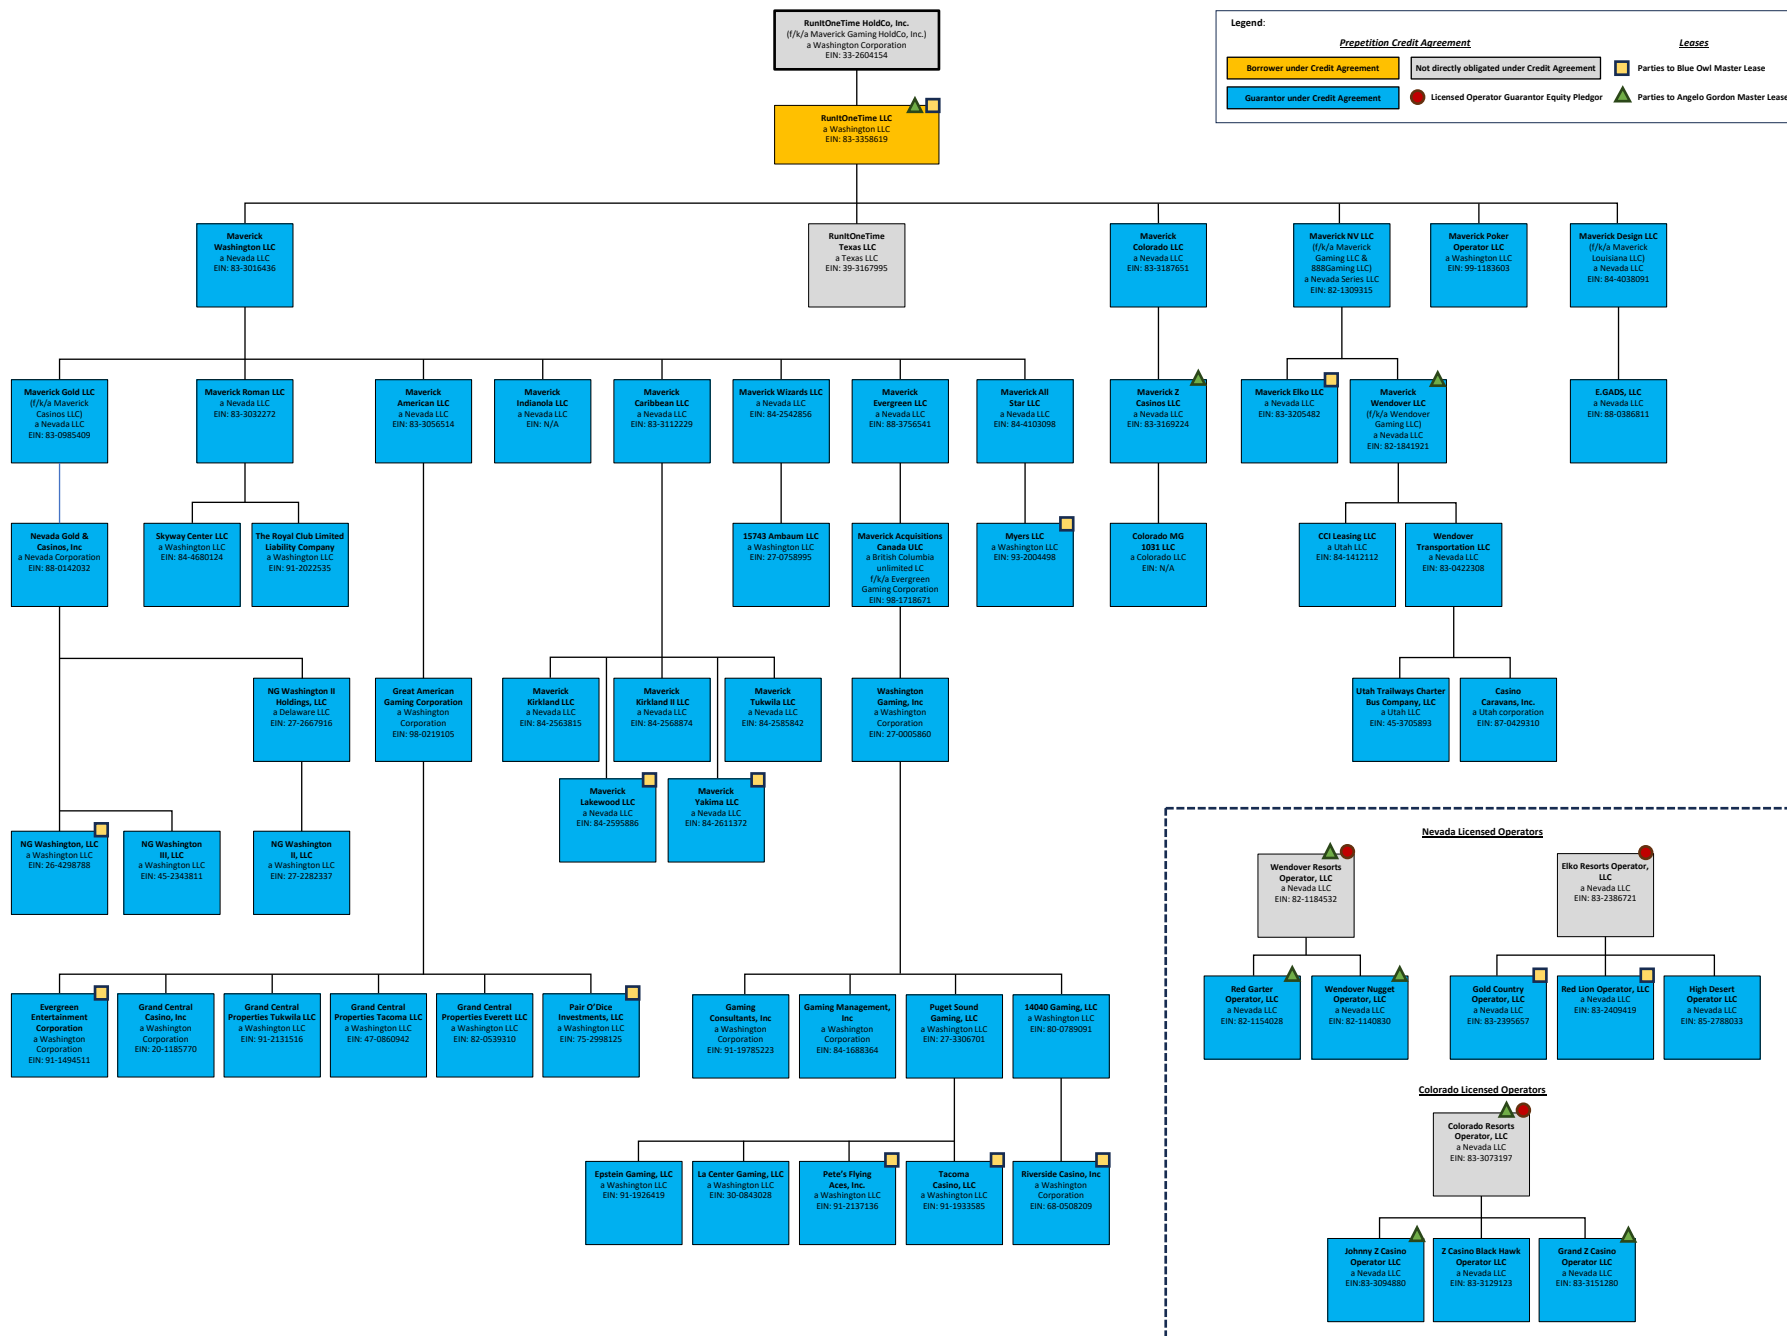 RunItOneTime HoldCo, Inc.
(f/k/a Maverick Gaming HoldCo, Inc.)
a Washington Corporation
EIN: 33-2604154
Legend:
Prepetition Credit Agreement
Leases
Borrower under Credit Agreement
Not directly obligated under Credit Agreement
Parties to Blue Owl Master Lease
Guarantor under Credit Agreement
Licensed Operator Guarantor Equity Pledgor
Parties to Angelo Gordon Master Lease
RunItOneTime LLC
a Washington LLC
EIN: 83-3358619
Maverick
Washington LLC
a Nevada LLC
EIN: 83-3016436
RunItOneTime
Texas LLC
a Texas LLC
EIN: 39-3167995
Maverick
Colorado LLC
a Nevada LLC
EIN: 83-3187651
Maverick NV LLC
(f/k/a Maverick
Gaming LLC &
888Gaming LLC)
a Nevada Series LLC
EIN: 82-1309315
Maverick Poker
Operator LLC
a Washington LLC
EIN: 99-1183603
Maverick Design LLC
(f/k/a Maverick
Louisiana LLC)
a Nevada LLC
EIN: 84-4038091
Maverick Gold LLC
(f/k/a Maverick
Casinos LLC)
a Nevada LLC
EIN: 83-0985409
Maverick Roman LLC
a Nevada LLC
EIN: 83-3032272
Maverick
American LLC
a Nevada LLC
EIN: 83-3056514
Maverick
Indianola LLC
a Nevada LLC
EIN: N/A
Maverick
Caribbean LLC
a Nevada LLC
EIN: 83-3112229
Maverick Wizards LLC
a Nevada LLC
EIN: 84-2542856
Maverick
Evergreen LLC
a Nevada LLC
EIN: 88-3756541
Maverick All
Star LLC
a Nevada LLC
EIN: 84-4103098
Maverick Z
Casinos LLC
a Nevada LLC
EIN: 83-3169224
Maverick Elko LLC
a Nevada LLC
EIN: 83-3205482
Maverick
Wendover LLC
(f/k/a Wendover
Gaming LLC)
a Nevada LLC
EIN: 82-1841921
E.GADS, LLC
a Nevada LLC
EIN: 88-0386811
Nevada Gold &
Casinos, Inc
a Nevada Corporation
EIN: 88-0142032
Skyway Center LLC
a Washington LLC
EIN: 84-4680124
The Royal Club Limited
Liability Company
a Washington LLC
EIN: 91-2022535
15743 Ambaum LLC
a Washington LLC
EIN: 27-0758995
Maverick Acquisitions
Canada ULC
a British Columbia
unlimited LC
f/k/a Evergreen
Gaming Corporation
EIN: 98-1718671
Myers LLC
a Washington LLC
EIN: 93-2004498
Colorado MG
1031 LLC
a Colorado LLC
EIN: N/A
CCI Leasing LLC
a Utah LLC
EIN: 84-1412112
Wendover
Transportation LLC
a Nevada LLC
EIN: 83-0422308
NG Washington II
Holdings, LLC
a Delaware LLC
EIN: 27-2667916
Great American
Gaming Corporation
a Washington
Corporation
EIN: 98-0219105
Maverick
Kirkland LLC
a Nevada LLC
EIN: 84-2563815
Maverick
Kirkland II LLC
a Nevada LLC
EIN: 84-2568874
Maverick
Tukwila LLC
a Nevada LLC
EIN: 84-2585842
Washington
Gaming, Inc
a Washington
Corporation
EIN: 27-0005860
Utah Trailways Charter
Bus Company, LLC
a Utah LLC
EIN: 45-3705893
Casino
Caravans, Inc.
a Utah corporation
EIN: 87-0429310
Maverick
Lakewood LLC
a Nevada LLC
EIN: 84-2595886
Maverick
Yakima LLC
a Nevada LLC
EIN: 84-2611372
NG Washington, LLC
a Washington LLC
EIN: 26-4298788
NG Washington
III, LLC
a Washington LLC
EIN: 45-2343811
NG Washington
II, LLC
a Washington LLC
EIN: 27-2282337
Nevada Licensed Operators
Wendover Resorts
Operator, LLC
a Nevada LLC
EIN: 82-1184532
Elko Resorts Operator,
LLC
a Nevada LLC
EIN: 83-2386721
Red Garter
Operator, LLC
a Nevada LLC
EIN: 82-1154028
Wendover Nugget
Operator, LLC
a Nevada LLC
EIN: 82-1140830
Gold Country
Operator, LLC
a Nevada LLC
EIN: 83-2395657
Red Lion Operator, LLC
a Nevada LLC
EIN: 83-2409419
High Desert
Operator LLC
a Nevada LLC
EIN: 85-2788033
Evergreen
Entertainment
Corporation
a Washington
Corporation
EIN: 91-1494511
Grand Central
Casino, Inc
a Washington
Corporation
EIN: 20-1185770
Grand Central
Properties Tukwila LLC
a Washington LLC
EIN: 91-2131516
Grand Central
Properties Tacoma LLC
a Washington LLC
EIN: 47-0860942
Grand Central
Properties Everett LLC
a Washington LLC
EIN: 82-0539310
Pair O'Dice
Investments, LLC
a Washington
LLC
EIN: 75-2998125
Gaming
Consultants, Inc
a Washington
Corporation
EIN: 91-19785223
Gaming Management,
Inc
a Washington
Corporation
EIN: 84-1688364
Puget Sound
Gaming, LLC
a Washington LLC
EIN: 27-3306701
14040 Gaming, LLC
a Washington LLC
EIN: 80-0789091
Colorado Licensed Operators
Colorado Resorts
Operator, LLC
a Nevada LLC
EIN: 83-3073197
Epstein Gaming, LLC
a Washington LLC
EIN: 91-1926419
La Center Gaming, LLC
a Washington LLC
EIN: 30-0843028
Pete's Flying
Aces, Inc.
a Washington LLC
EIN: 91-2137136
Tacoma
Casino, LLC
a Washington LLC
EIN: 91-1933585
Riverside Casino, Inc
a Washington
Corporation
EIN: 68-0508209
Johnny Z Casino
Operator LLC
a Nevada LLC
EIN:83-3094880
Z Casino Black Hawk
Operator LLC
a Nevada LLC
EIN: 83-3129123
Grand Z Casino
Operator LLC
a Nevada LLC
EIN: 83-3151280